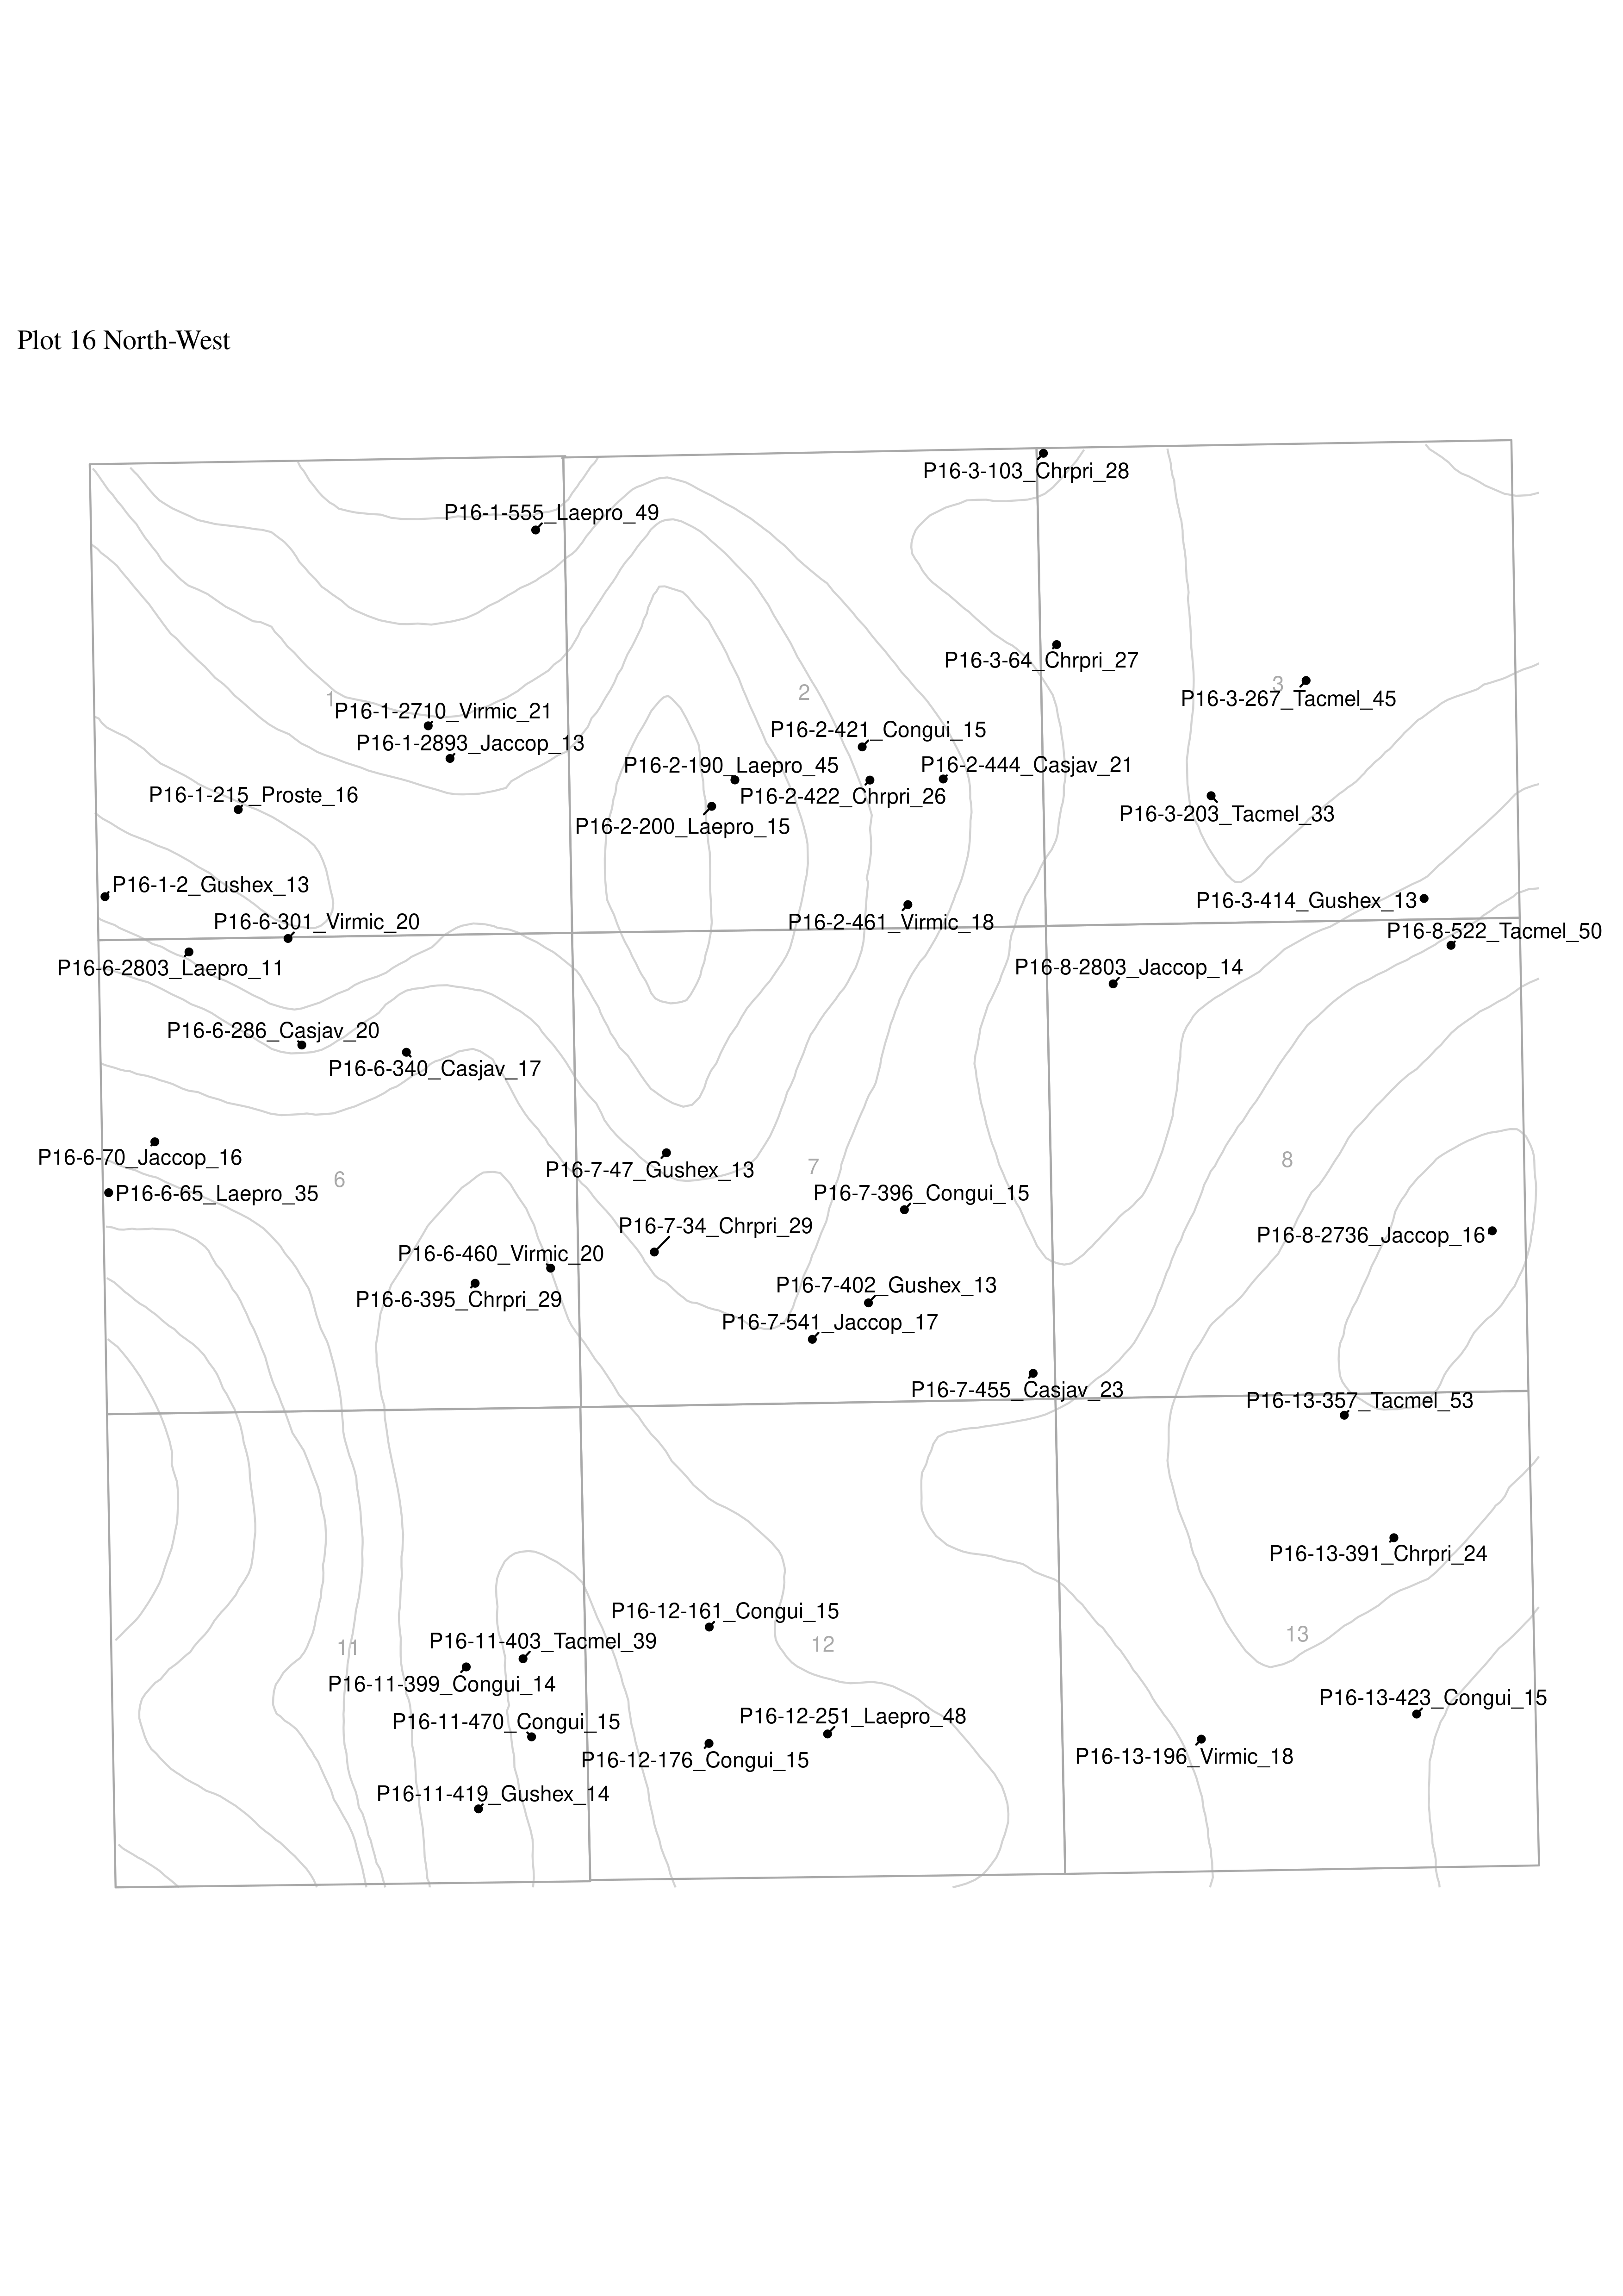 Plot 16 North-West
P16-3-103_Chrpri_28
P16-1-555_Laepro_49
P16-3-64_Chrpri_27
1
2
3
P16-3-267_Tacmel_45
P16-1-2710_Virmic_21
P16-2-421_Congui_15
P16-1-2893_Jaccop_13
P16-2-190_Laepro_45
P16-2-444_Casjav_21
P16-1-215_Proste_16
P16-2-422_Chrpri_26
P16-3-203_Tacmel_33
P16-2-200_Laepro_15
P16-1-2_Gushex_13
P16-3-414_Gushex_13
P16-6-301_Virmic_20
P16-2-461_Virmic_18
P16-8-522_Tacmel_50
P16-6-2803_Laepro_11
P16-8-2803_Jaccop_14
P16-6-286_Casjav_20
P16-6-340_Casjav_17
P16-6-70_Jaccop_16
P16-7-47_Gushex_13
6
7
8
P16-6-65_Laepro_35
P16-7-396_Congui_15
P16-7-34_Chrpri_29
P16-8-2736_Jaccop_16
P16-6-460_Virmic_20
P16-7-402_Gushex_13
P16-6-395_Chrpri_29
P16-7-541_Jaccop_17
P16-7-455_Casjav_23
P16-13-357_Tacmel_53
P16-13-391_Chrpri_24
P16-12-161_Congui_15
11
12
13
P16-11-403_Tacmel_39
P16-11-399_Congui_14
P16-13-423_Congui_15
P16-11-470_Congui_15
P16-12-251_Laepro_48
P16-12-176_Congui_15
P16-13-196_Virmic_18
P16-11-419_Gushex_14